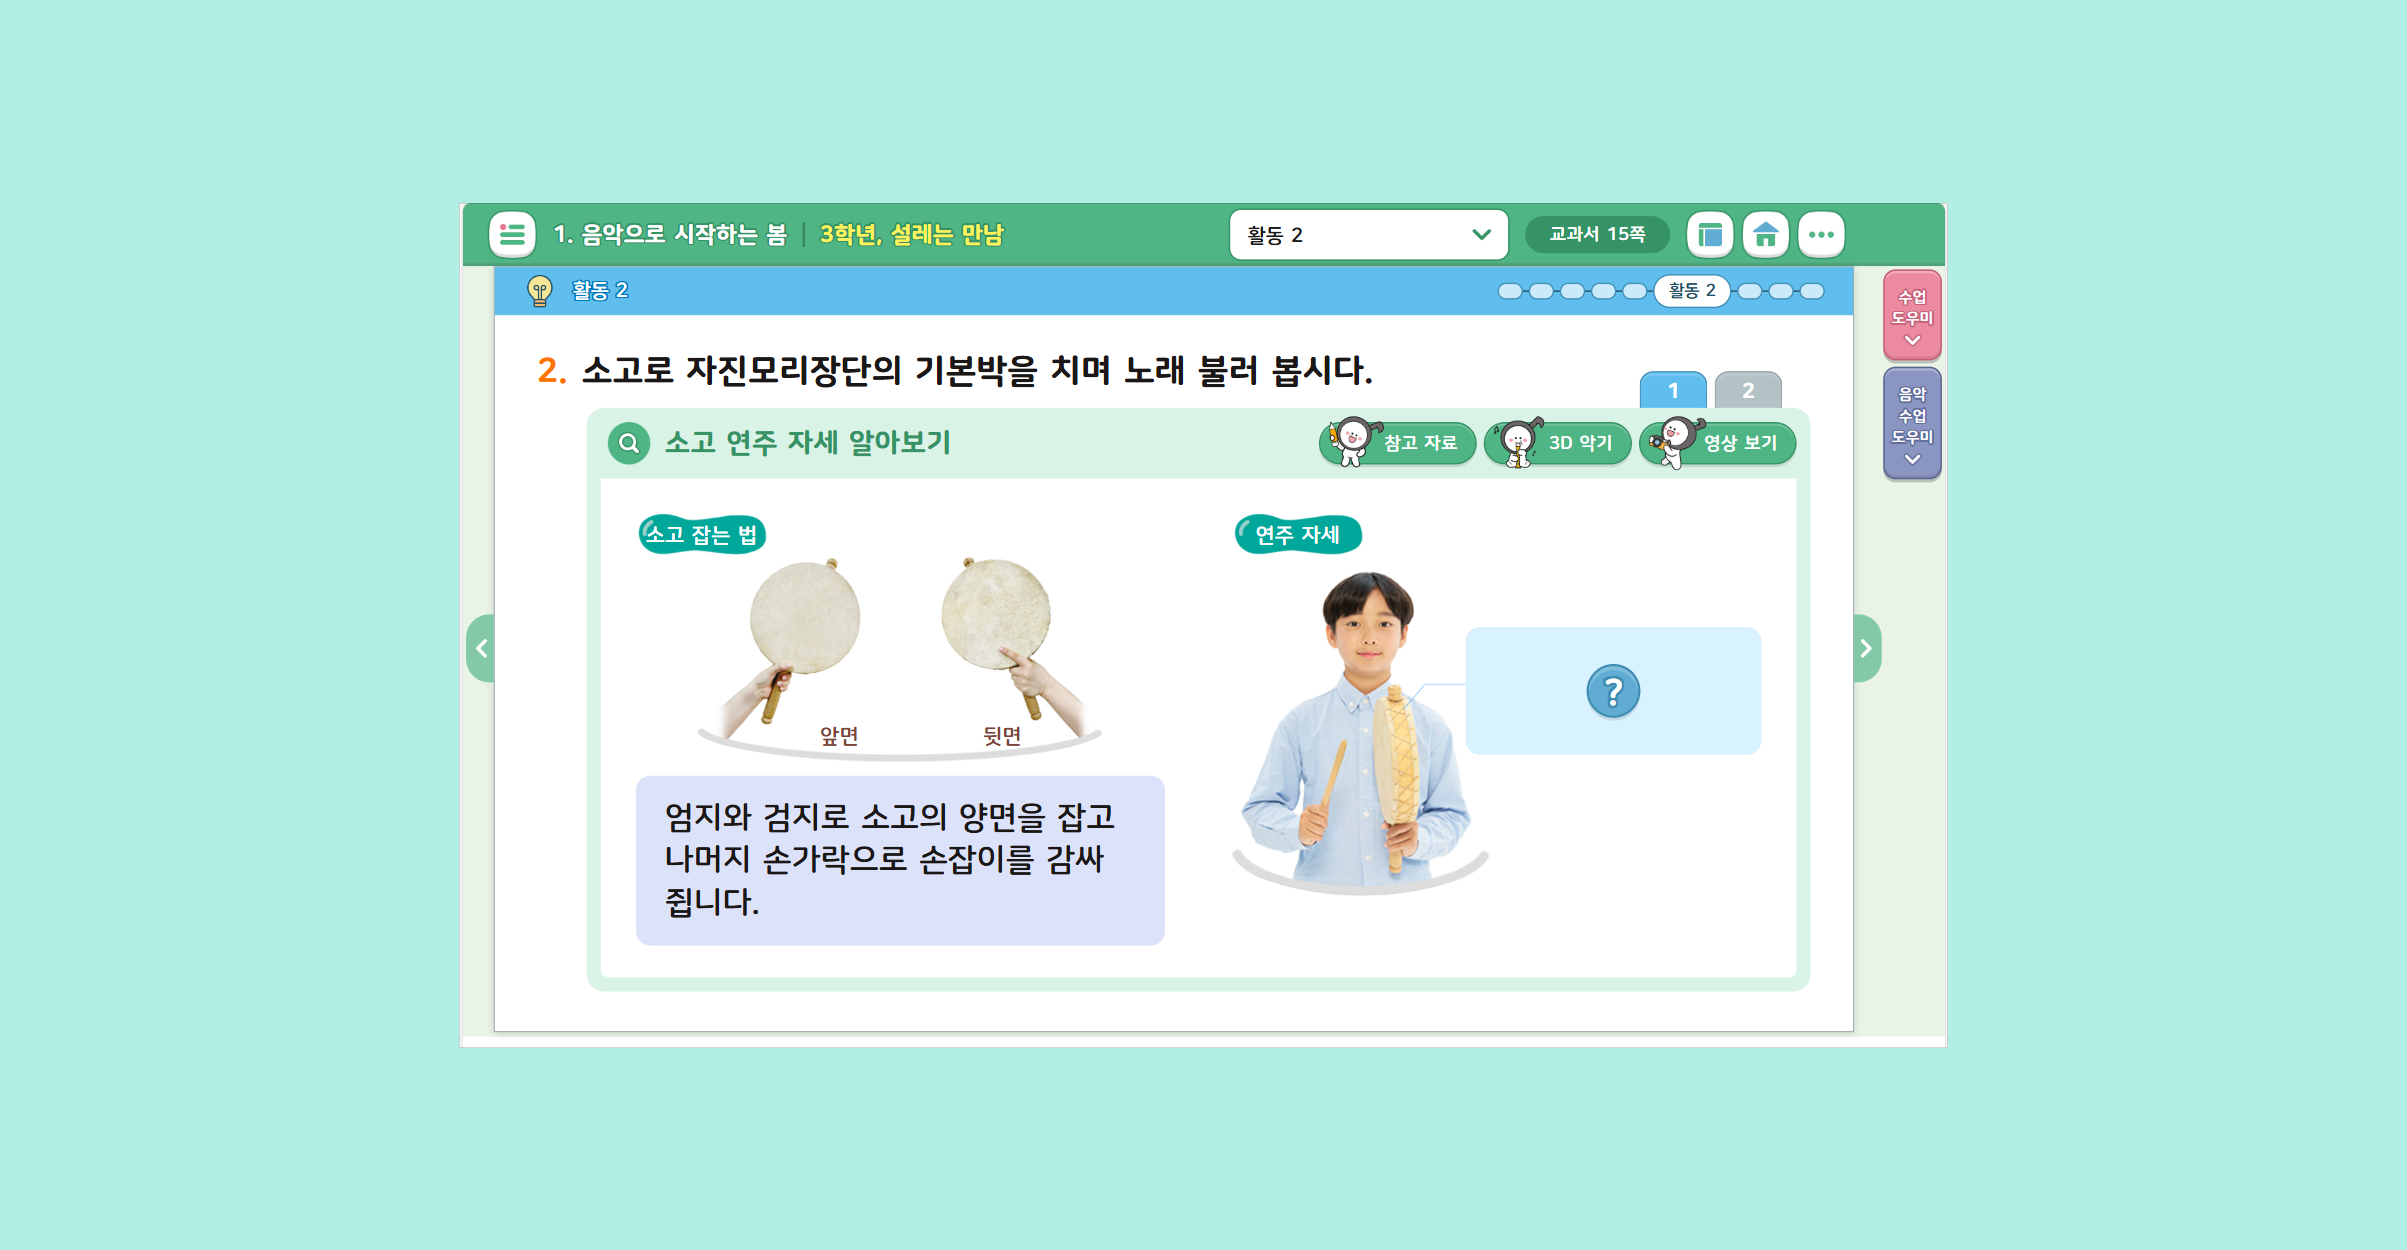 1. 음악으로 시작하는 봄 | 3학년, 설레는 만남
활동 2
교과서 15쪽
활동 2
활동 2
수업
도우미
음악
수업
도우미
2. 소고로 자진모리장단의 기본박을 치며 노래 불러 봅시다.
1
2
소고 연주 자세 알아보기
참고 자료
3D 악기
영상 보기
소고 잡는 법
앞면
뒷면
엄지와 검지로 소고의 양면을 잡고
나머지 손가락으로 손잡이를 감싸
쥡니다.
연주 자세
?